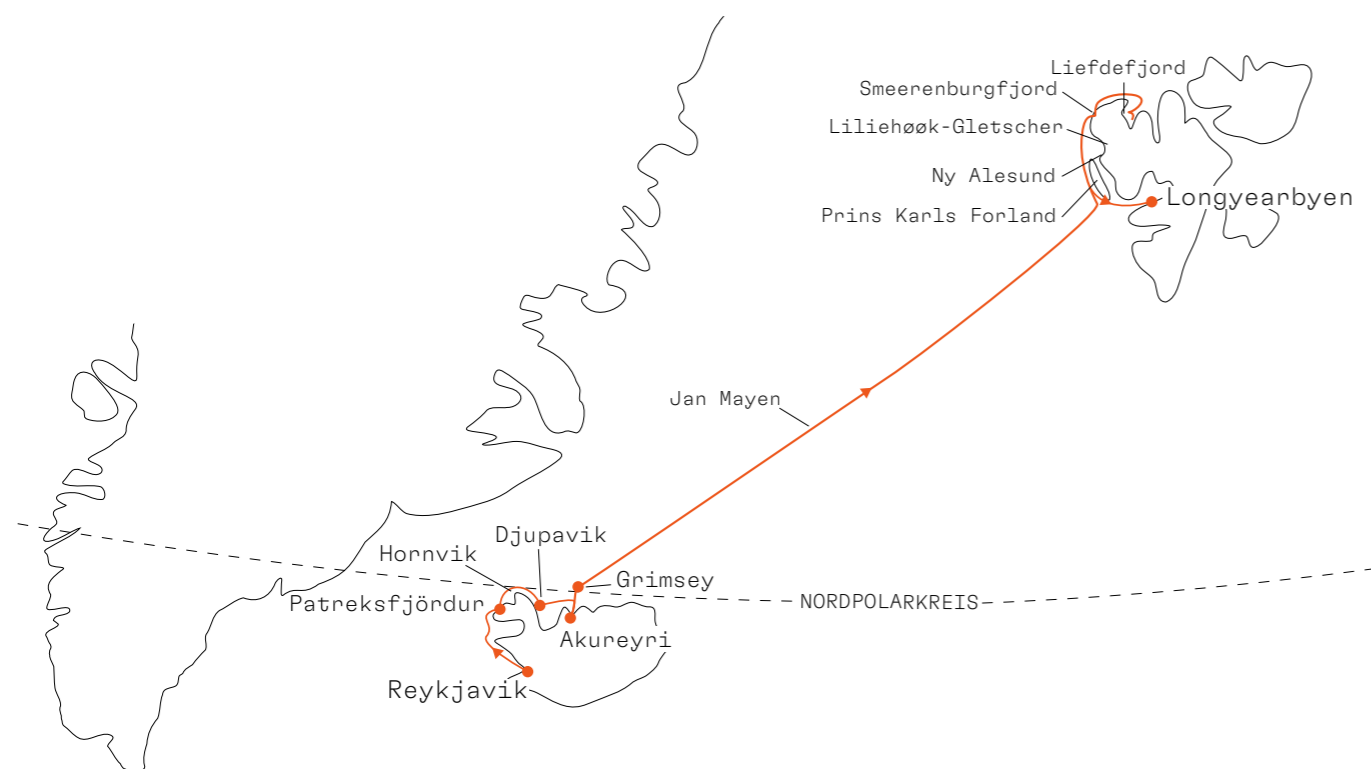 Liefdefjord
Smeerenburgfjord
Liliehøøk-Gletscher
Ny Alesund
Longyearbyen
Prins Karls Forland
Jan Mayen
Djupavik
Hornvik
Grimsey
Patreksfjördur
NORDPOLARKREIS
Akureyri
Reykjavik